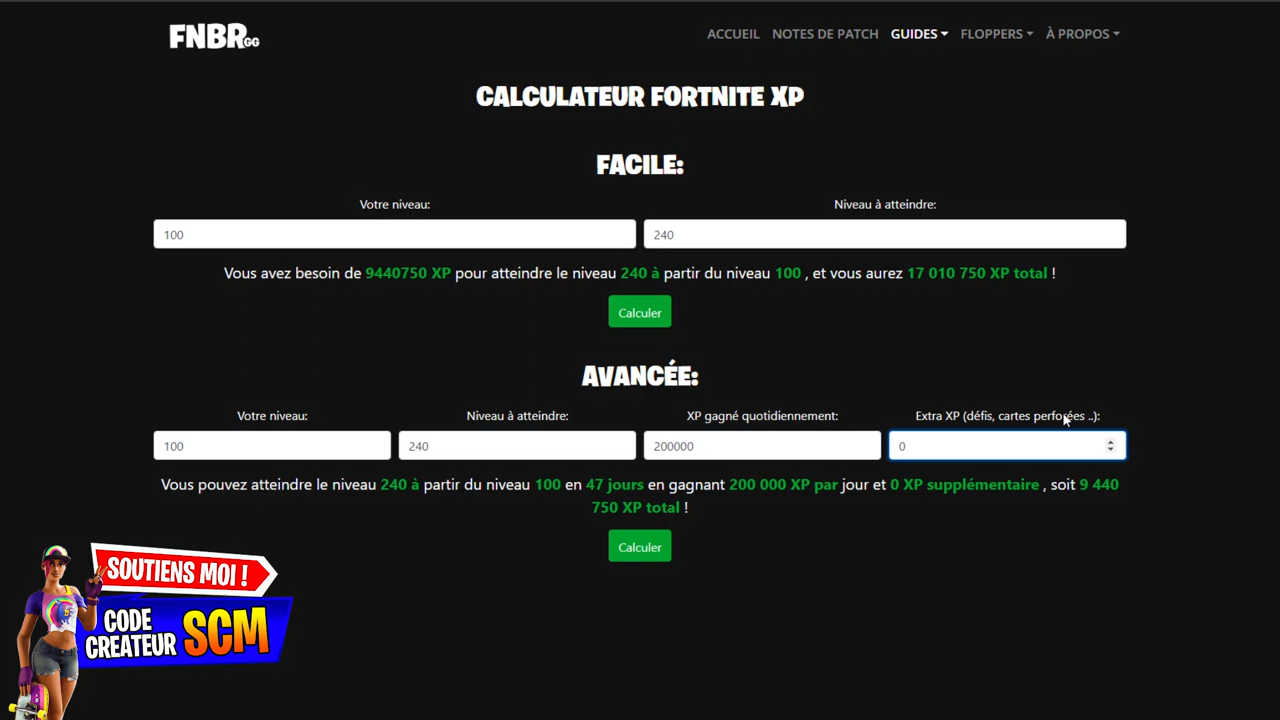 FNBR.GG
ACCUEIL NOTES DE PATCH GUIDES FLOPPERS À PROPOS
CALCULATEUR FORTNITE XP
FACILE:
Votre niveau: Niveau à atteindre:
100 240
Vous avez besoin de 9440750 XP pour atteindre le niveau 240 à partir du niveau 100 , et vous aurez 17 010 750 XP total !
Calculer
AVANCÉE:
Votre niveau: Niveau à atteindre: XP gagné quotidiennement: Extra XP (défis, cartes perforées ..):
100 240 200000 0
Vous pouvez atteindre le niveau 240 à partir du niveau 100 en 47 jours en gagnant 200 000 XP par jour et 0 XP supplémentaire , soit 9 440
750 XP total !
Calculer
SOUTIENS MOI !
CODE
CREATEUR SCM